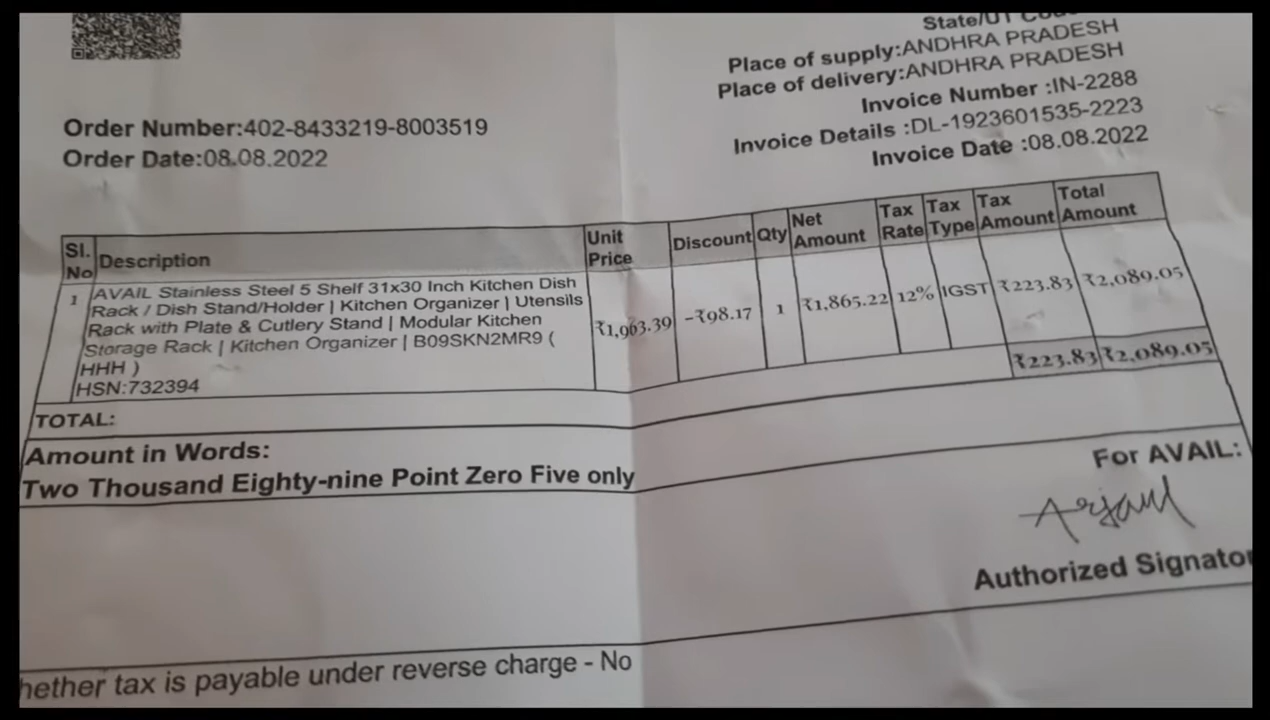 State/UT
Place of supply:ANDHRA PRADESH
Place of delivery:ANDHRA PRADESH
Invoice Number :IN-2288
Invoice Details :DL-1923601535-2223
Invoice Date :08.08.2022
Order Number:402-8433219-8003519
Order Date:08.08.2022
Sl. No Description Unit Price Discount Qty Net Amount Tax Rate Tax Type Tax Amount Total Amount
1 AVAIL Stainless Steel 5 Shelf 31x30 Inch Kitchen Dish
Rack / Dish Stand/Holder | Kitchen Organizer | Utensils
Rack with Plate & Cutlery Stand | Modular Kitchen
Storage Rack | Kitchen Organizer | B09SKN2MR9 (
HHH )
HSN:732394
₹1,963.39 -₹98.17 1 ₹1,865.22 12% IGST ₹223.83 ₹2,089.05
TOTAL: ₹223.83 ₹2,089.05
Amount in Words:
Two Thousand Eighty-nine Point Zero Five only
For AVAIL:
Authorized Signato
hether tax is payable under reverse charge - No